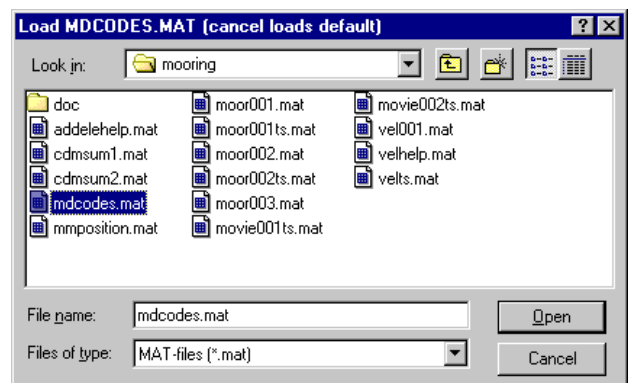 Load MDCODES.MAT (cancel loads default)
Look in: mooring
doc moor001.mat movie002ts.mat
addelehelp.mat moor001ts.mat vel001.mat
cdmsum1.mat moor002.mat velhelp.mat
cdmsum2.mat moor002ts.mat velts.mat
mdcodes.mat moor003.mat
mmposition.mat movie001ts.mat
File name: mdcodes.mat Open
Files of type: MAT-files (*.mat) Cancel